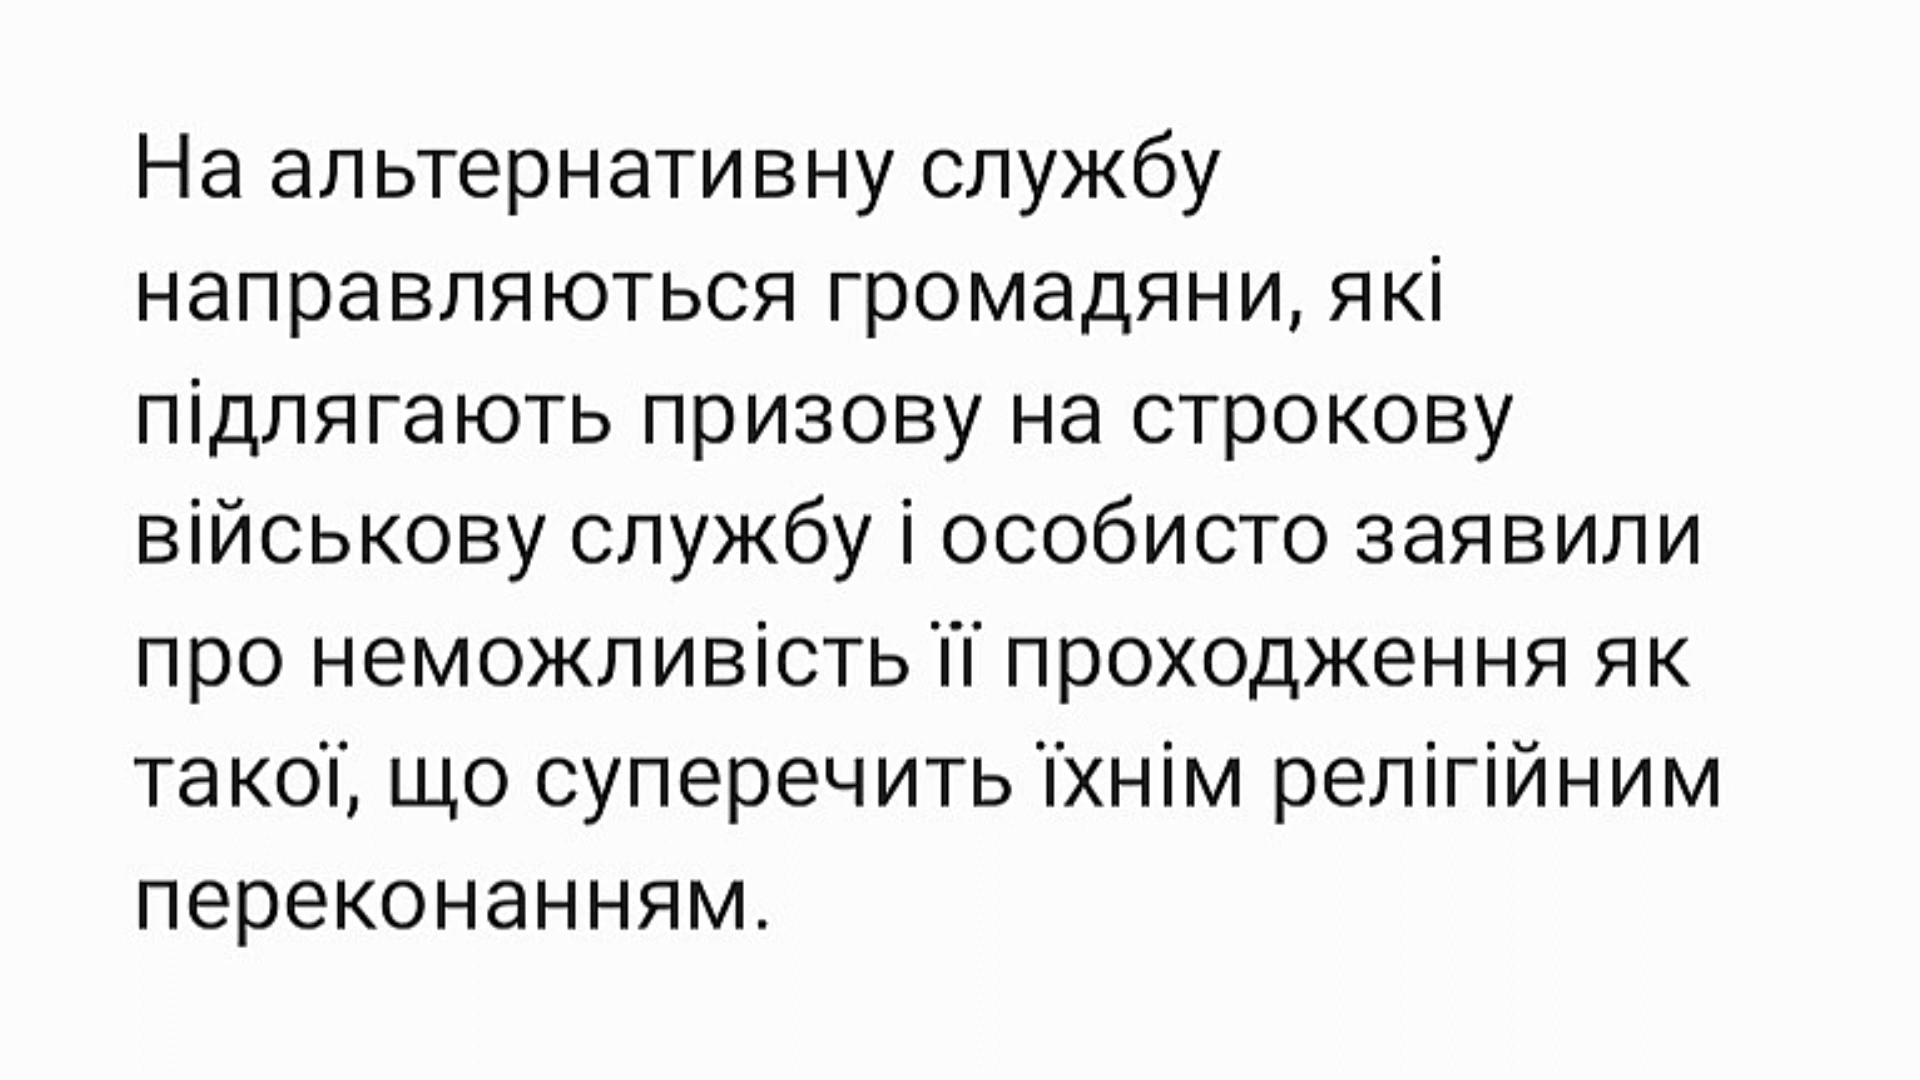 На альтернативну службу
направляються громадяни, які
підлягають призову на строкову
військову службу і особисто заявили
про неможливість її проходження як
такої, що суперечить їхнім релігійним
переконанням.